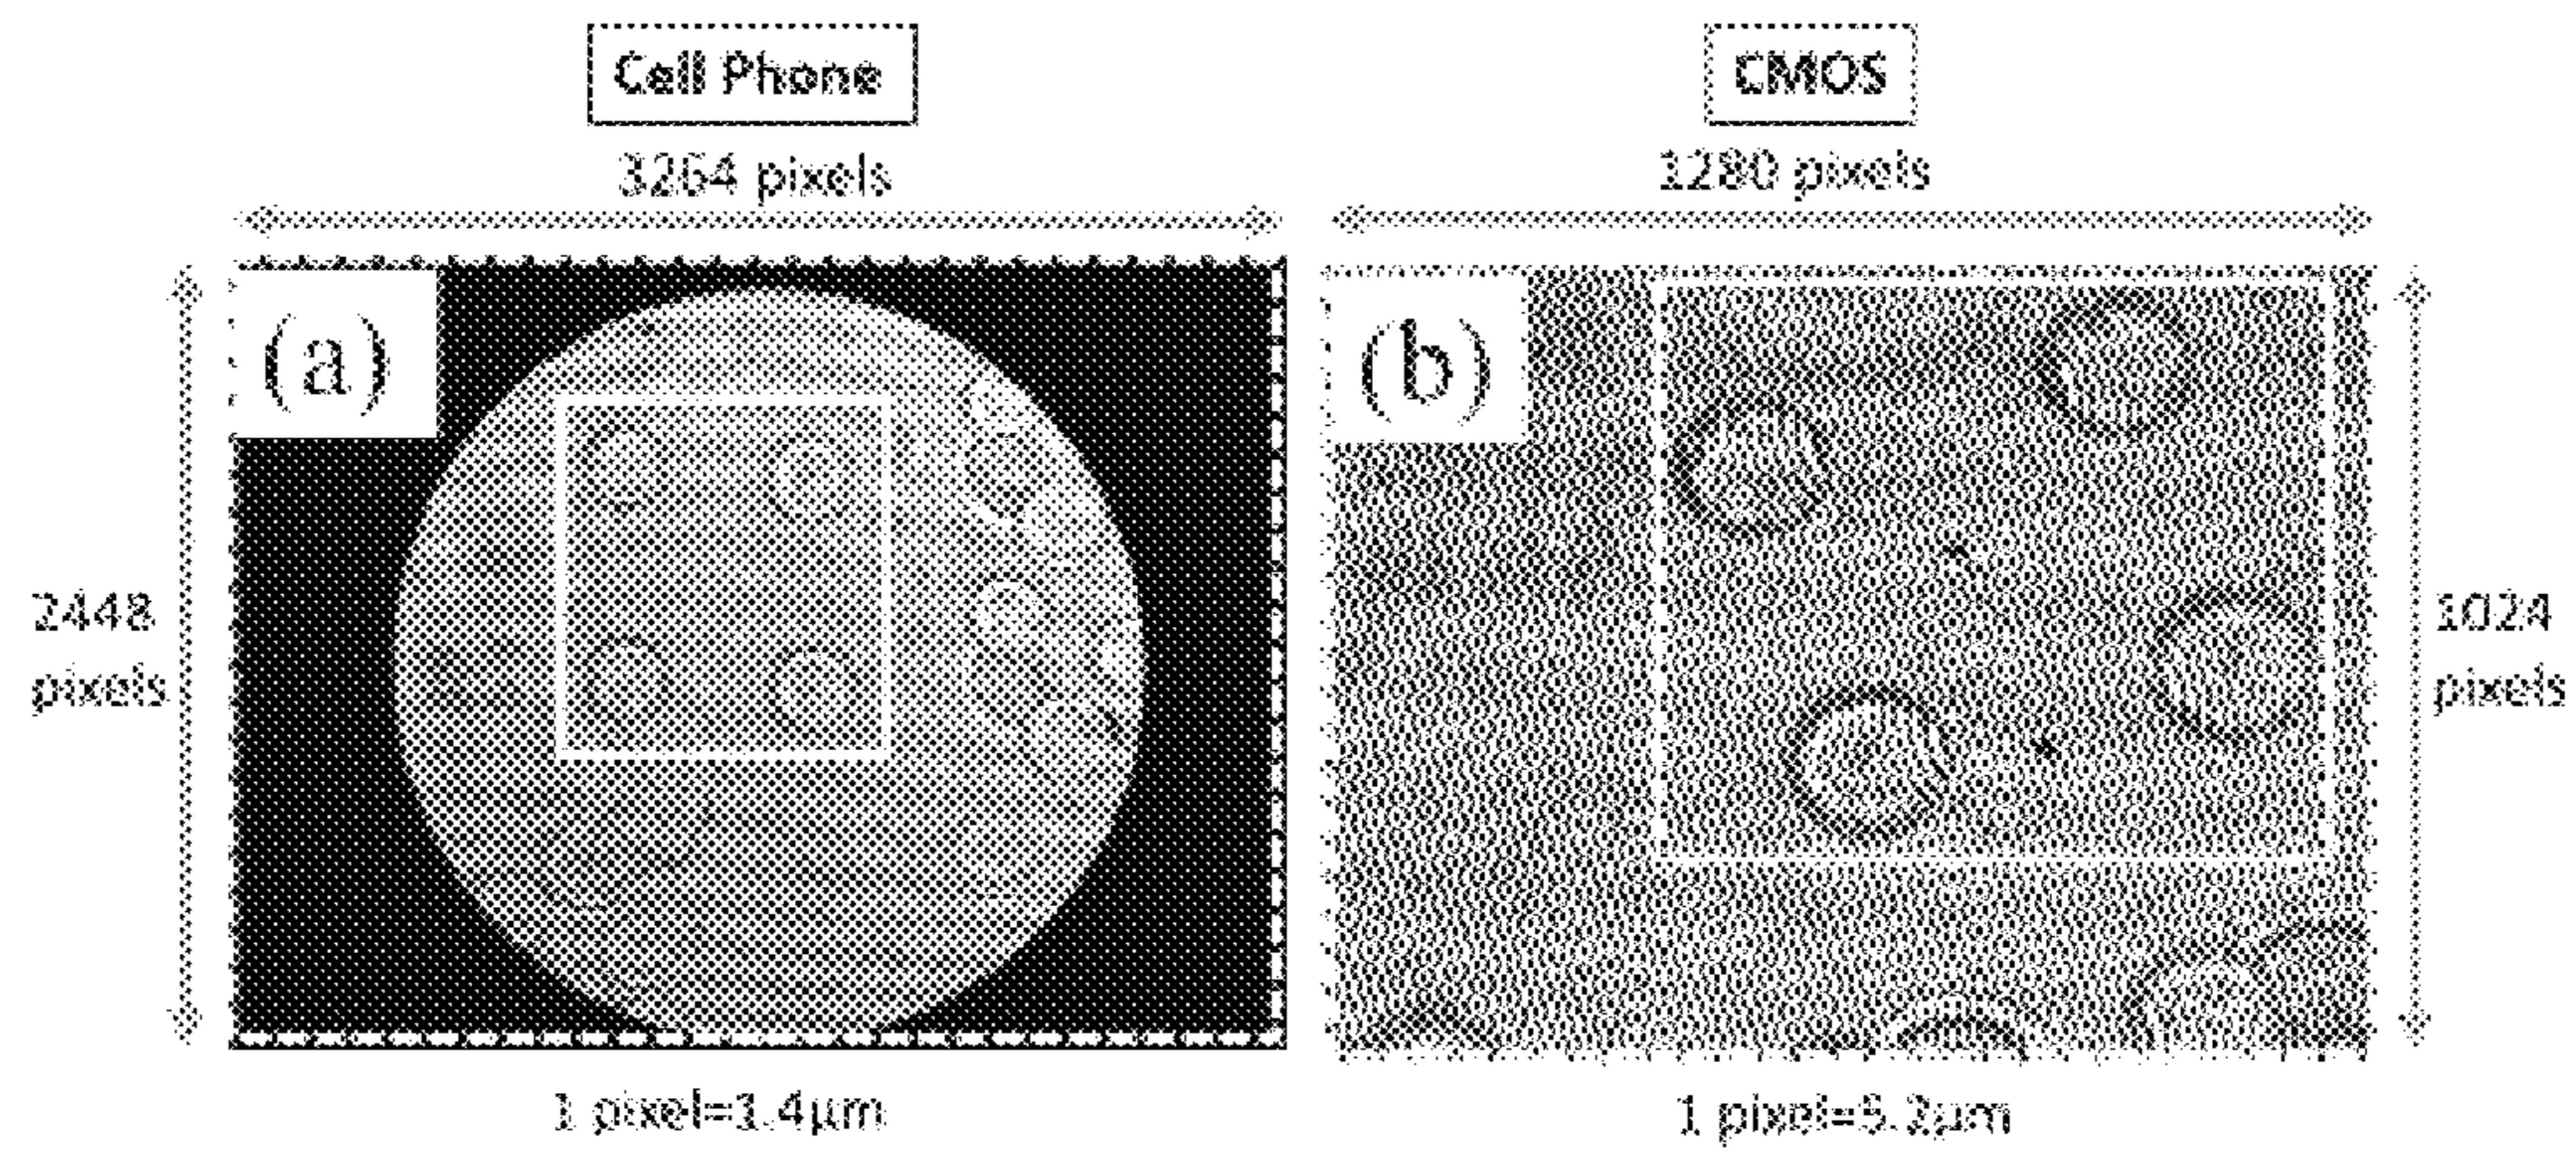 Cell Phone
3264 pixels
(a)
2448
pixels
1 pixel=1.4µm
CMOS
1280 pixels
(b)
1024
pixels
1 pixel=5.2µm